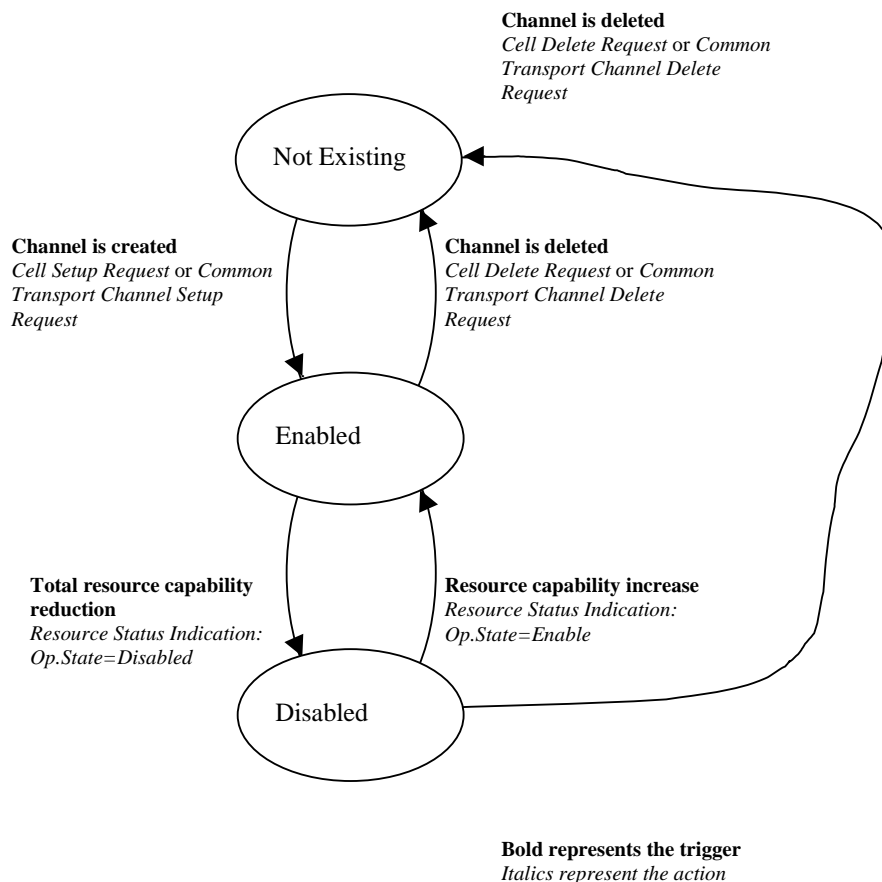 Channel is deleted
Cell Delete Request or Common
Transport Channel Delete
Request
Not Existing
Channel is created
Cell Setup Request or Common
Transport Channel Setup
Request
Channel is deleted
Cell Delete Request or Common
Transport Channel Delete
Request
Enabled
Total resource capability
reduction
Resource Status Indication:
Op.State=Disabled
Resource capability increase
Resource Status Indication:
Op.State=Enable
Disabled
Bold represents the trigger
Italics represent the action